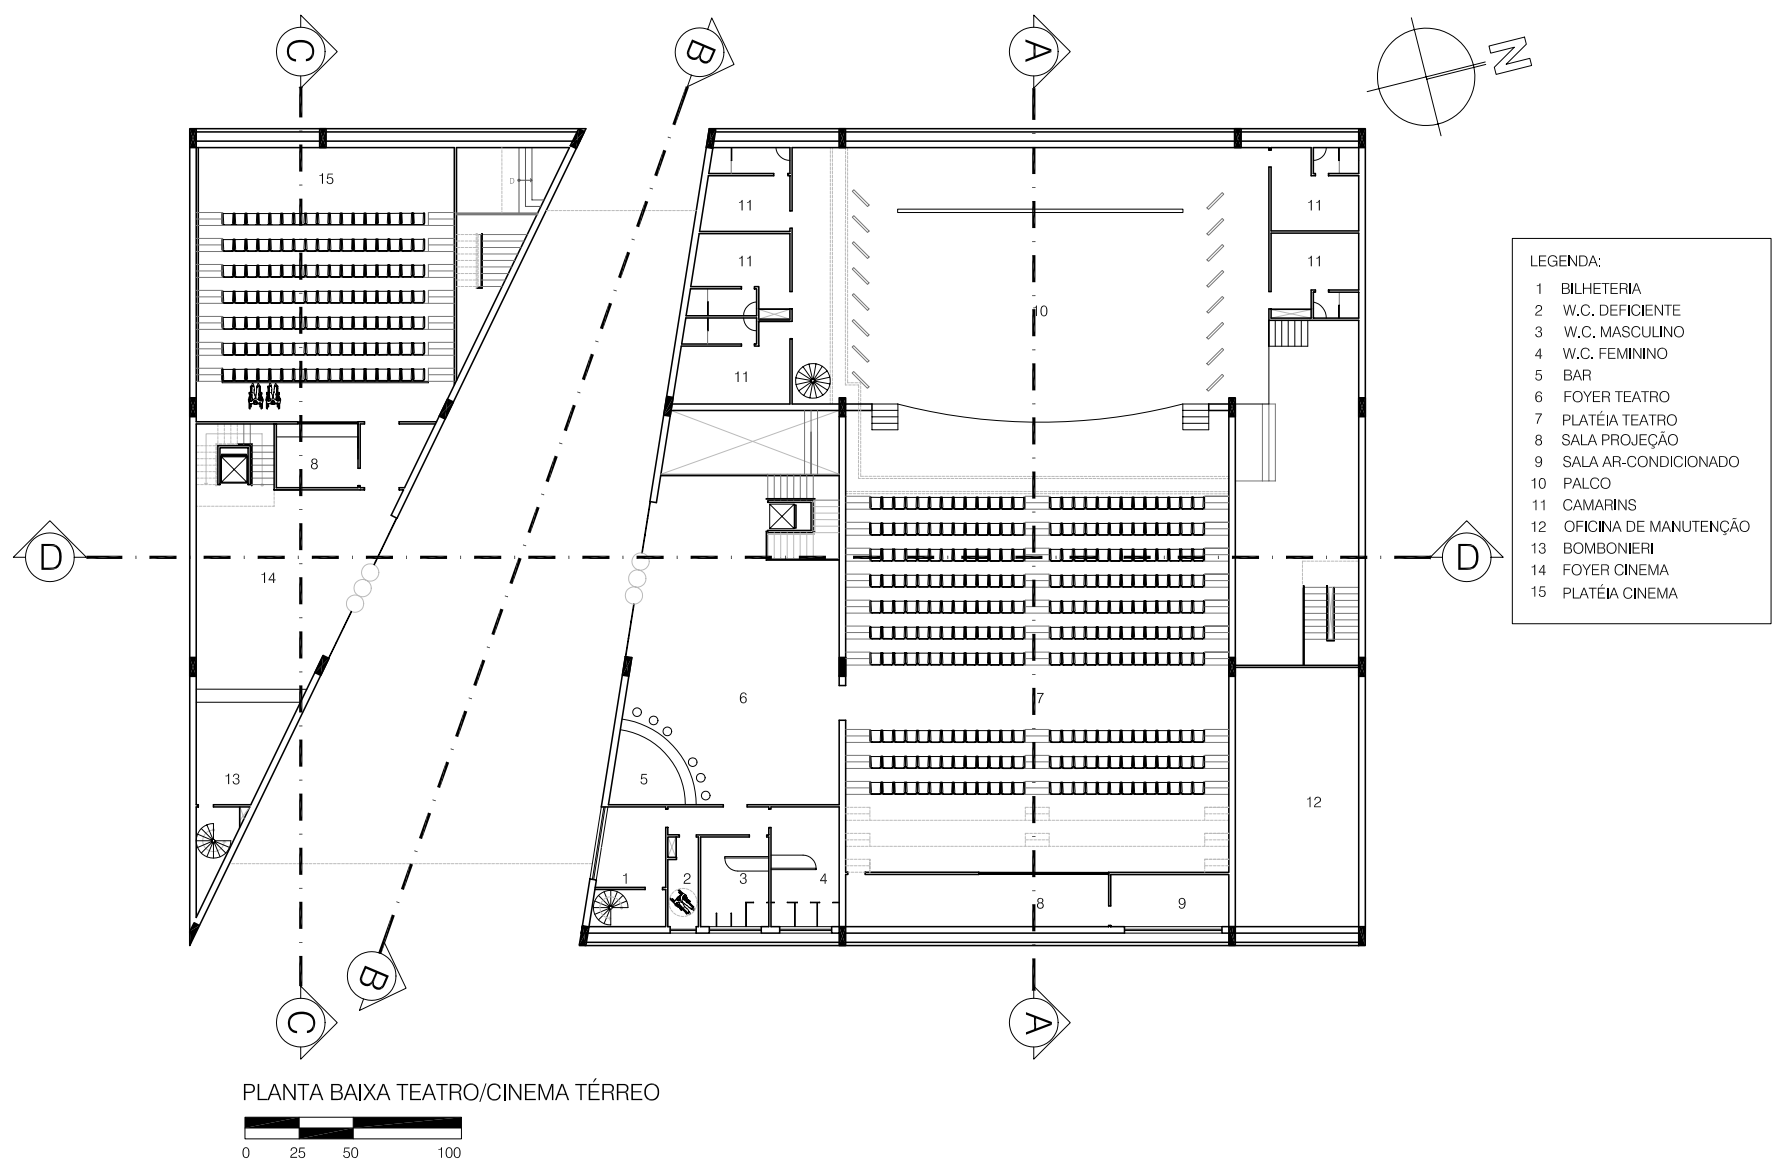 C
B
A
N
15
D
11
11
11
11
10
11
LEGENDA:
1 BILHETERIA
2 W.C. DEFICIENTE
3 W.C. MASCULINO
4 W.C. FEMININO
5 BAR
6 FOYER TEATRO
7 PLATÉIA TEATRO
8 SALA PROJEÇÃO
9 SALA AR-CONDICIONADO
10 PALCO
11 CAMARINS
12 OFICINA DE MANUTENÇÃO
13 BOMBONIERI
14 FOYER CINEMA
15 PLATÉIA CINEMA
8
D
D
14
6
7
13
5
12
1
2
3
4
8
9
B
C
A
PLANTA BAIXA TEATRO/CINEMA TÉRREO
0 25 50 100